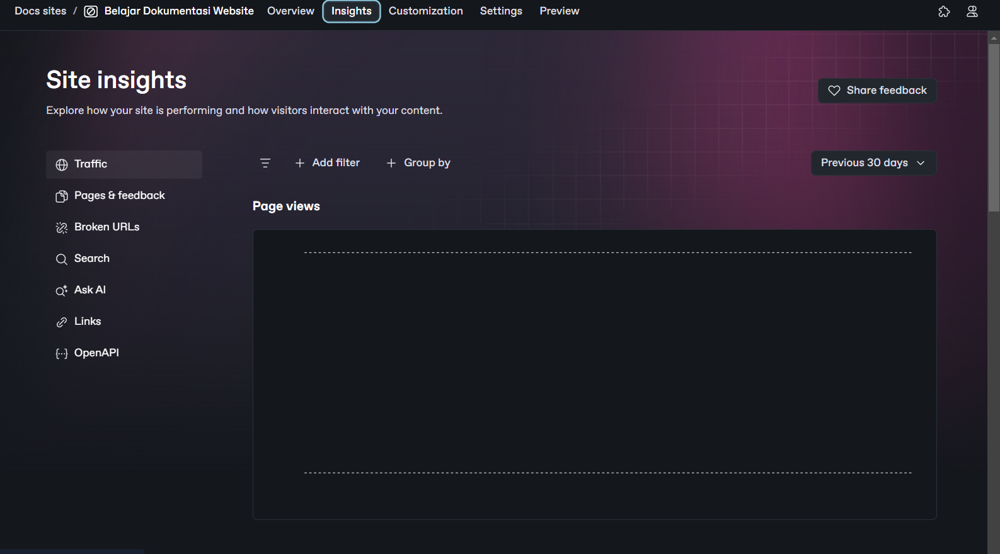 Docs sites / Belajar Dokumentasi Website Overview Insights Customization Settings Preview
Site insights
Explore how your site is performing and how visitors interact with your content.
Share feedback
Traffic
Pages & feedback
Broken URLs
Search
Ask AI
Links
OpenAPI
Add filter
Group by
Previous 30 days
Page views